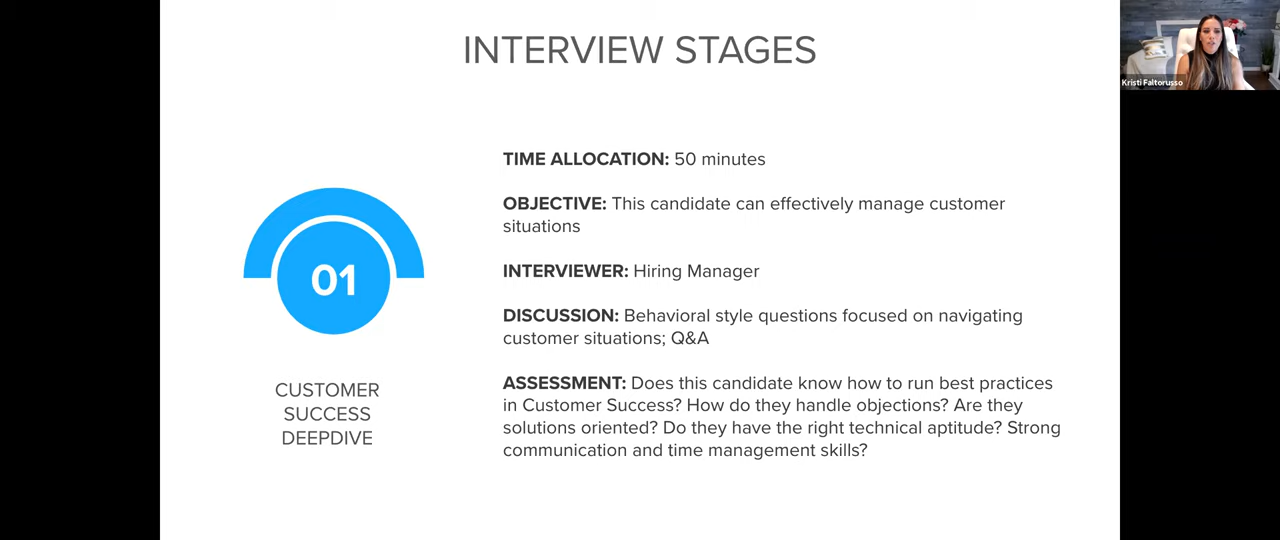 INTERVIEW STAGES
Kristi Faltorusso
TIME ALLOCATION: 50 minutes
OBJECTIVE: This candidate can effectively manage customer
situations
INTERVIEWER: Hiring Manager
DISCUSSION: Behavioral style questions focused on navigating
customer situations; Q&A
ASSESSMENT: Does this candidate know how to run best practices
in Customer Success? How do they handle objections? Are they
solutions oriented? Do they have the right technical aptitude? Strong
communication and time management skills?
01
CUSTOMER
SUCCESS
DEEPDIVE